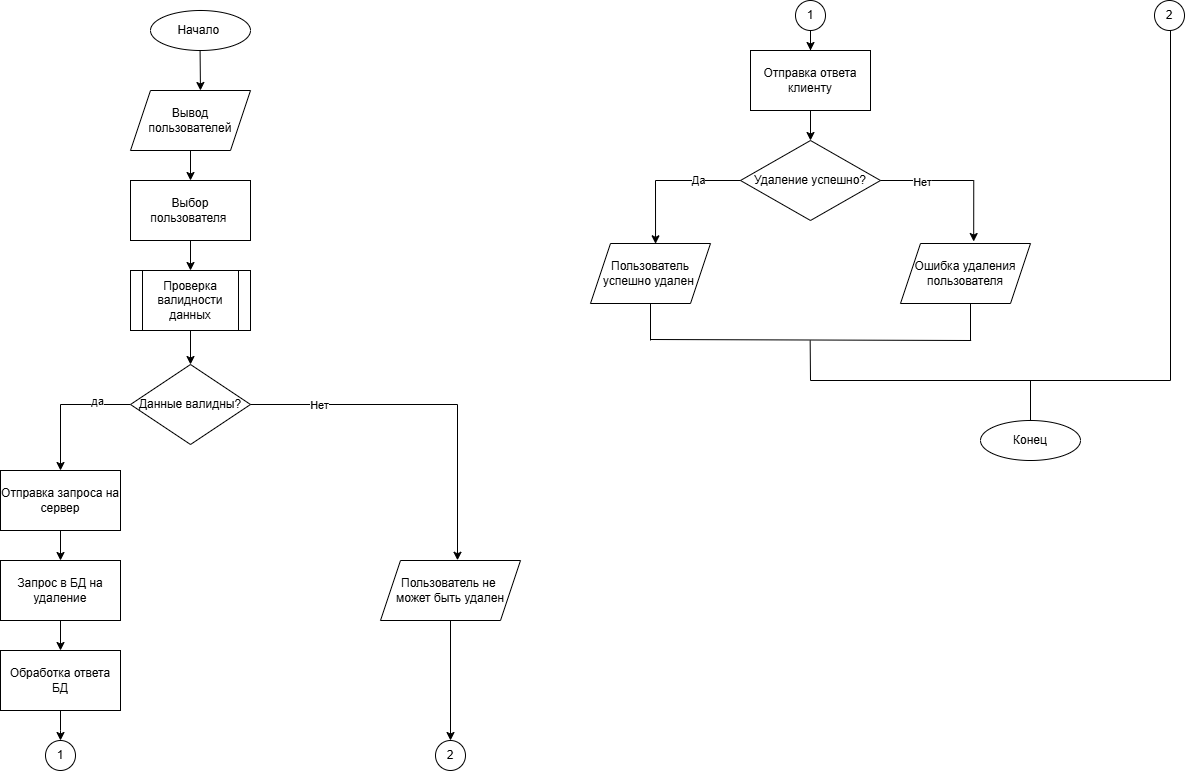 Начало
Вывод
пользователей
Выбор
пользователя
Проверка
валидности
данных
Данные валидны?
да
Нет
Отправка запроса на
сервер
Запрос в БД на
удаление
Обработка ответа
БД
1
Пользователь не
может быть удален
2
1
Отправка ответа
клиенту
Удаление успешно?
Да
Нет
Пользователь
успешно удален
Ошибка удаления
пользователя
2
Конец